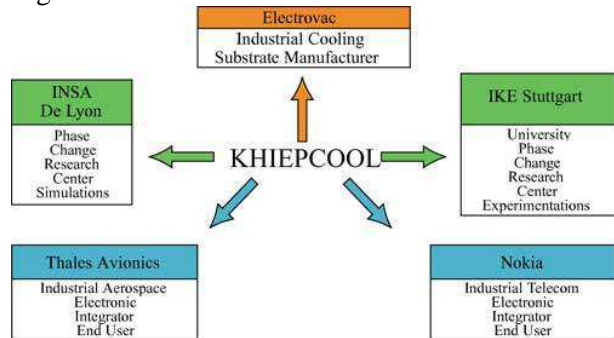 Electrovac
Industrial Cooling
Substrate Manufacturer
INSA
De Lyon
Phase
Change
Research
Center
Simulations
KHIEPCOOL
IKE Stuttgart
University
Phase
Change
Research
Center
Experimentations
Thales Avionics
Industrial Aerospace
Electronic
Integrator
End User
Nokia
Industrial Telecom
Electronic
Integrator
End User